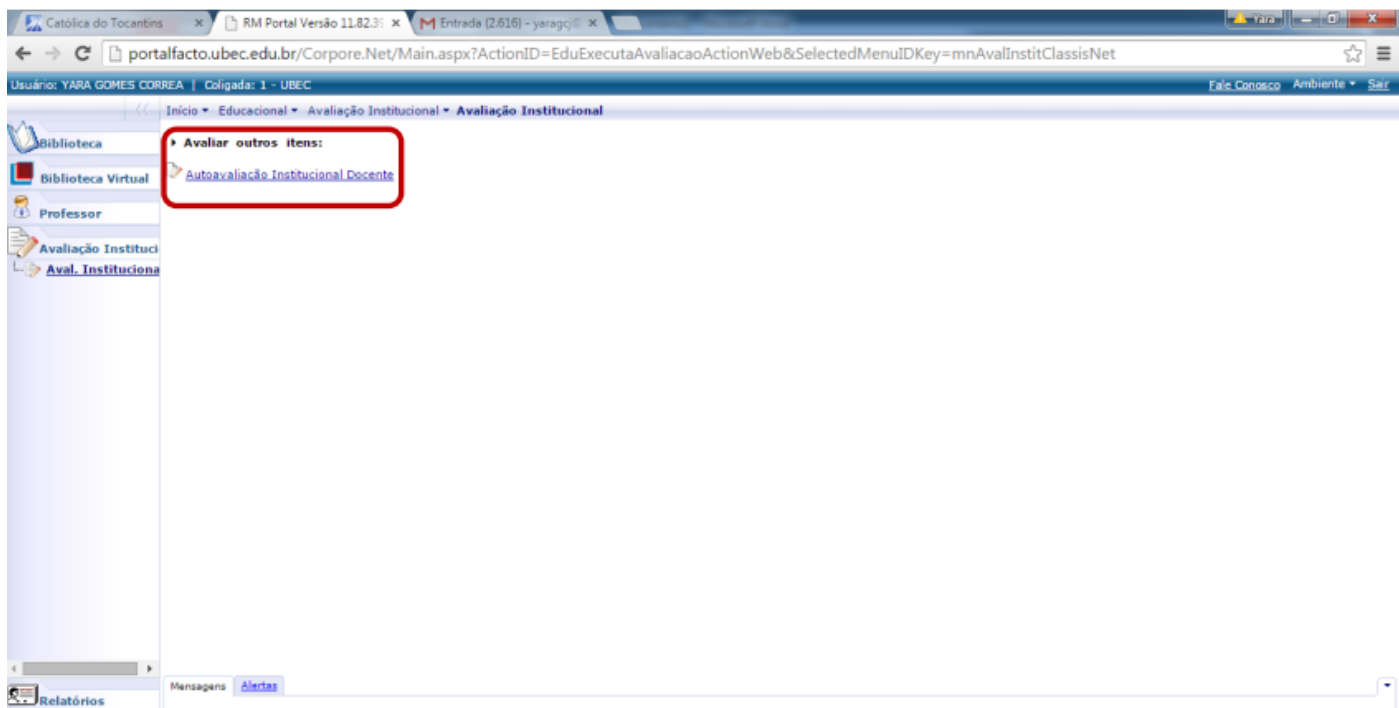 Católica do Tocantins
RM Portal Versão 11.82.39
Entrada (2.616) - yaragcj@
Yara
portalfacto.ubec.edu.br/Corpore.Net/Main.aspx?ActionID=EduExecutaAvaliacaoActionWeb&SelectedMenuIDKey=mnAvalInstitClassisNet
Usuário: YARA GOMES CORREA | Coligada: 1 - UBEC
Fale Conosco Ambiente Sair
Início Educacional Avaliação Institucional Avaliação Institucional
Biblioteca
Avaliar outros itens:
Biblioteca Virtual
Autoavaliação Institucional Docente
Professor
Avaliação Instituci
Aval. Instituciona
Mensagens Alertas
Relatórios